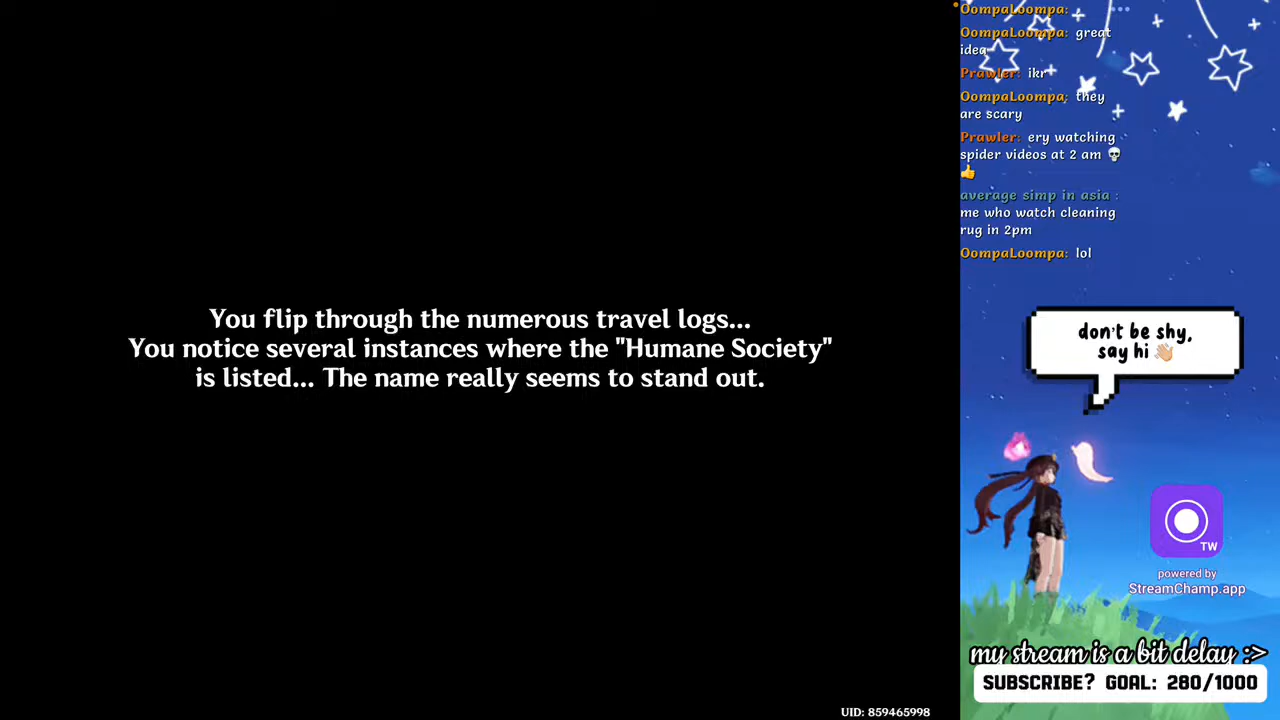 You flip through the numerous travel logs...
You notice several instances where the "Humane Society"
is listed... The name really seems to stand out.
UID: 859465998
OompaLoompa:
OompaLoompa: great
idea
Prawler: ikr
OompaLoompa: they
are scary
Prawler: ery watching
spider videos at 2 am 💀
👍
average simp in asia :
me who watch cleaning
rug in 2pm
OompaLoompa: lol
don't be shy,
say hi 👋🏼
TW
powered by
StreamChamp.app
my stream is a bit delay :>
SUBSCRIBE? GOAL: 280/1000